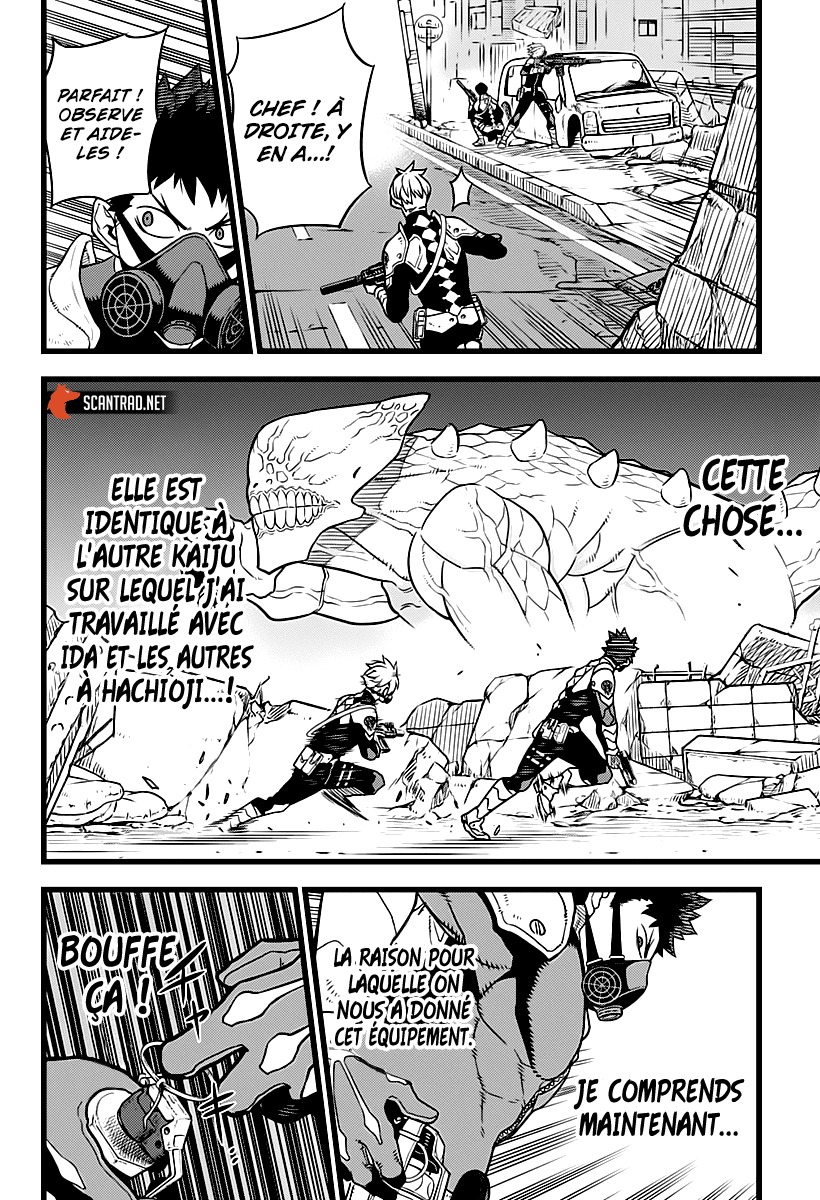 PARFAIT !
OBSERVE
ET AIDE-
LES !
CHEF ! À
DROITE, Y
EN A...!
SCANTRAD.NET
CETTE
CHOSE...
ELLE EST
IDENTIQUE À
L'AUTRE KAIJU
SUR LEQUEL J'AI
TRAVAILLÉ AVEC
IDA ET LES AUTRES
À HACHIOJI...!
BOUFFE
ÇA !
LA RAISON POUR
LAQUELLE ON
NOUS A DONNÉ
CET ÉQUIPEMENT.
JE COMPRENDS
MAINTENANT...